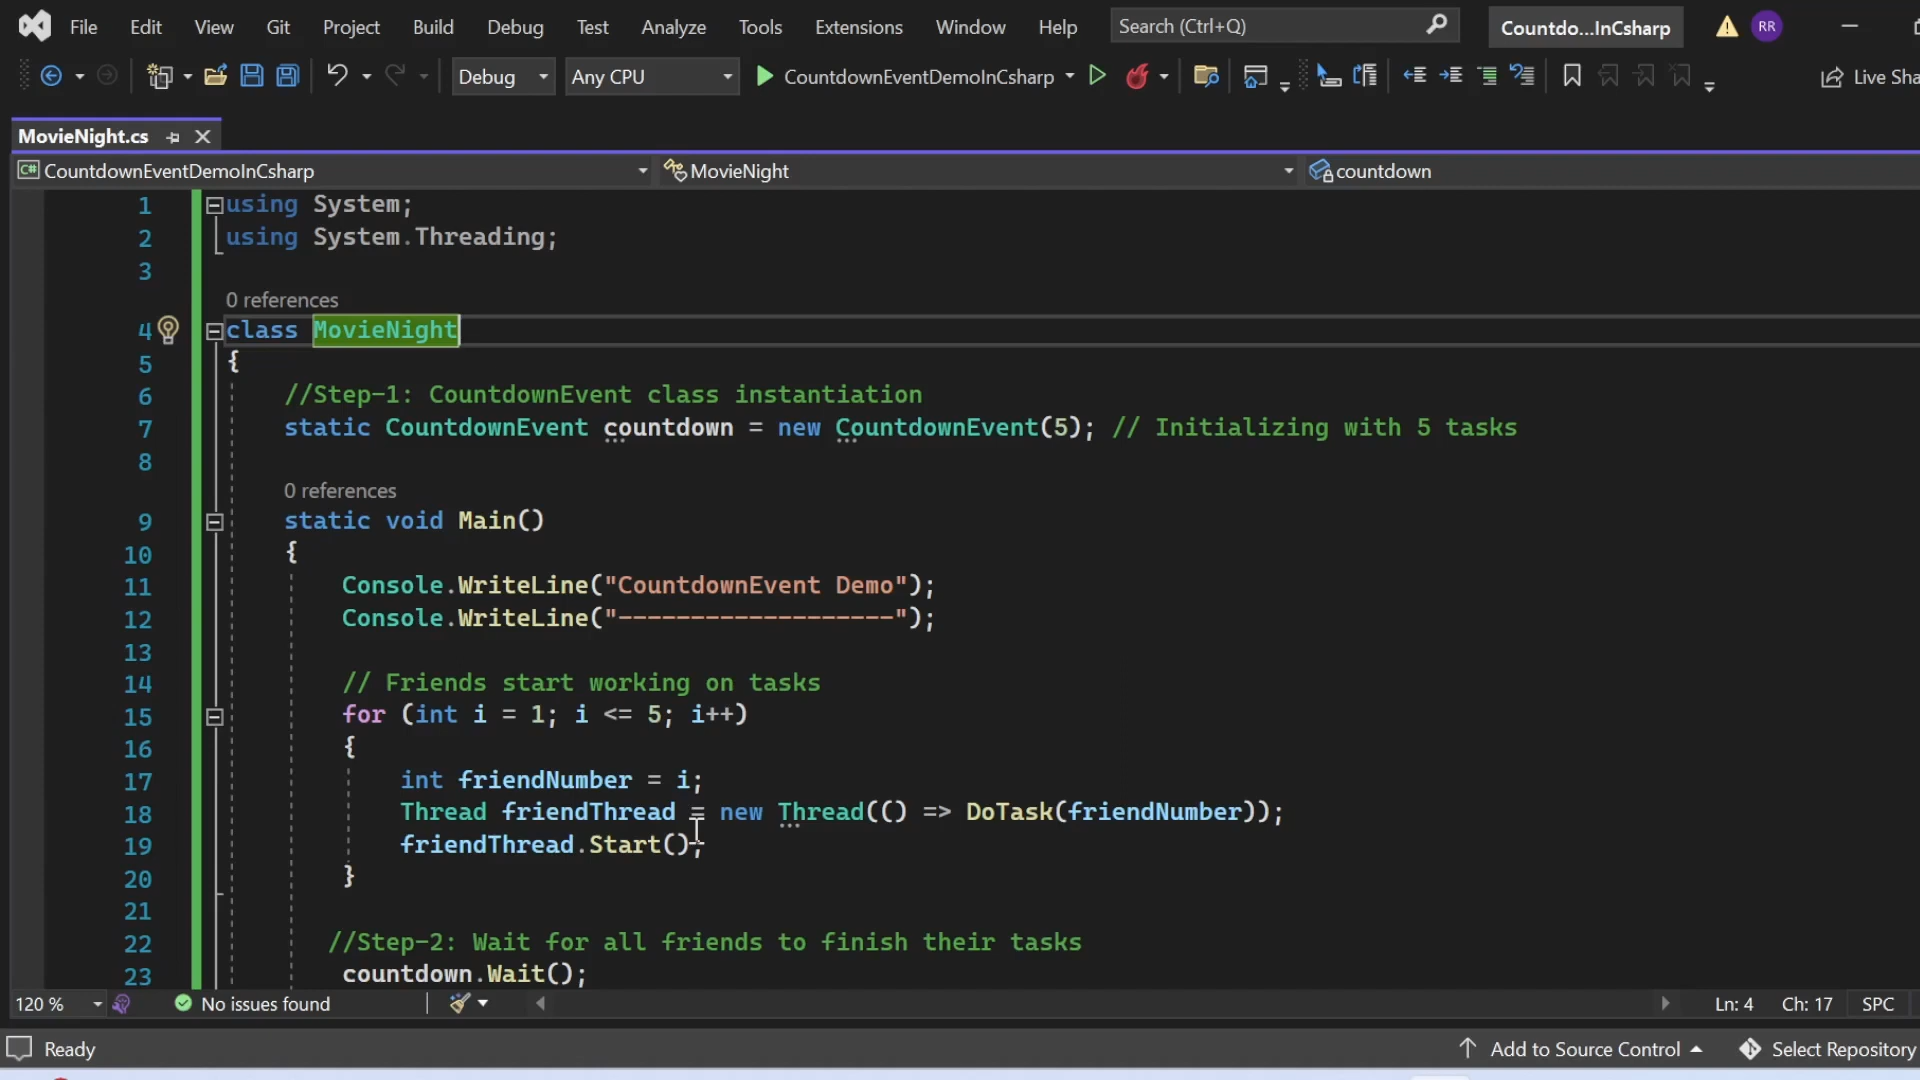 File Edit View Git Project Build Debug Test Analyze Tools Extensions Window Help Search (Ctrl+Q) Countdo...InCsharp RR
Debug Any CPU CountdownEventDemoInCsharp Live Sha
MovieNight.cs
C# CountdownEventDemoInCsharp MovieNight countdown
1 using System;
2 using System.Threading;
3
0 references
4 class MovieNight
5 {
6 //Step-1: CountdownEvent class instantiation
7 static CountdownEvent countdown = new CountdownEvent(5); // Initializing with 5 tasks
8
0 references
9 static void Main()
10 {
11 Console.WriteLine("CountdownEvent Demo");
12 Console.WriteLine("-------------------");
13
14 // Friends start working on tasks
15 for (int i = 1; i <= 5; i++)
16 {
17 int friendNumber = i;
18 Thread friendThread = new Thread(() => DoTask(friendNumber));
19 friendThread.Start();
20 }
21
22 //Step-2: Wait for all friends to finish their tasks
23 countdown.Wait();
120 % No issues found Ln: 4 Ch: 17 SPC
Ready Add to Source Control Select Repository